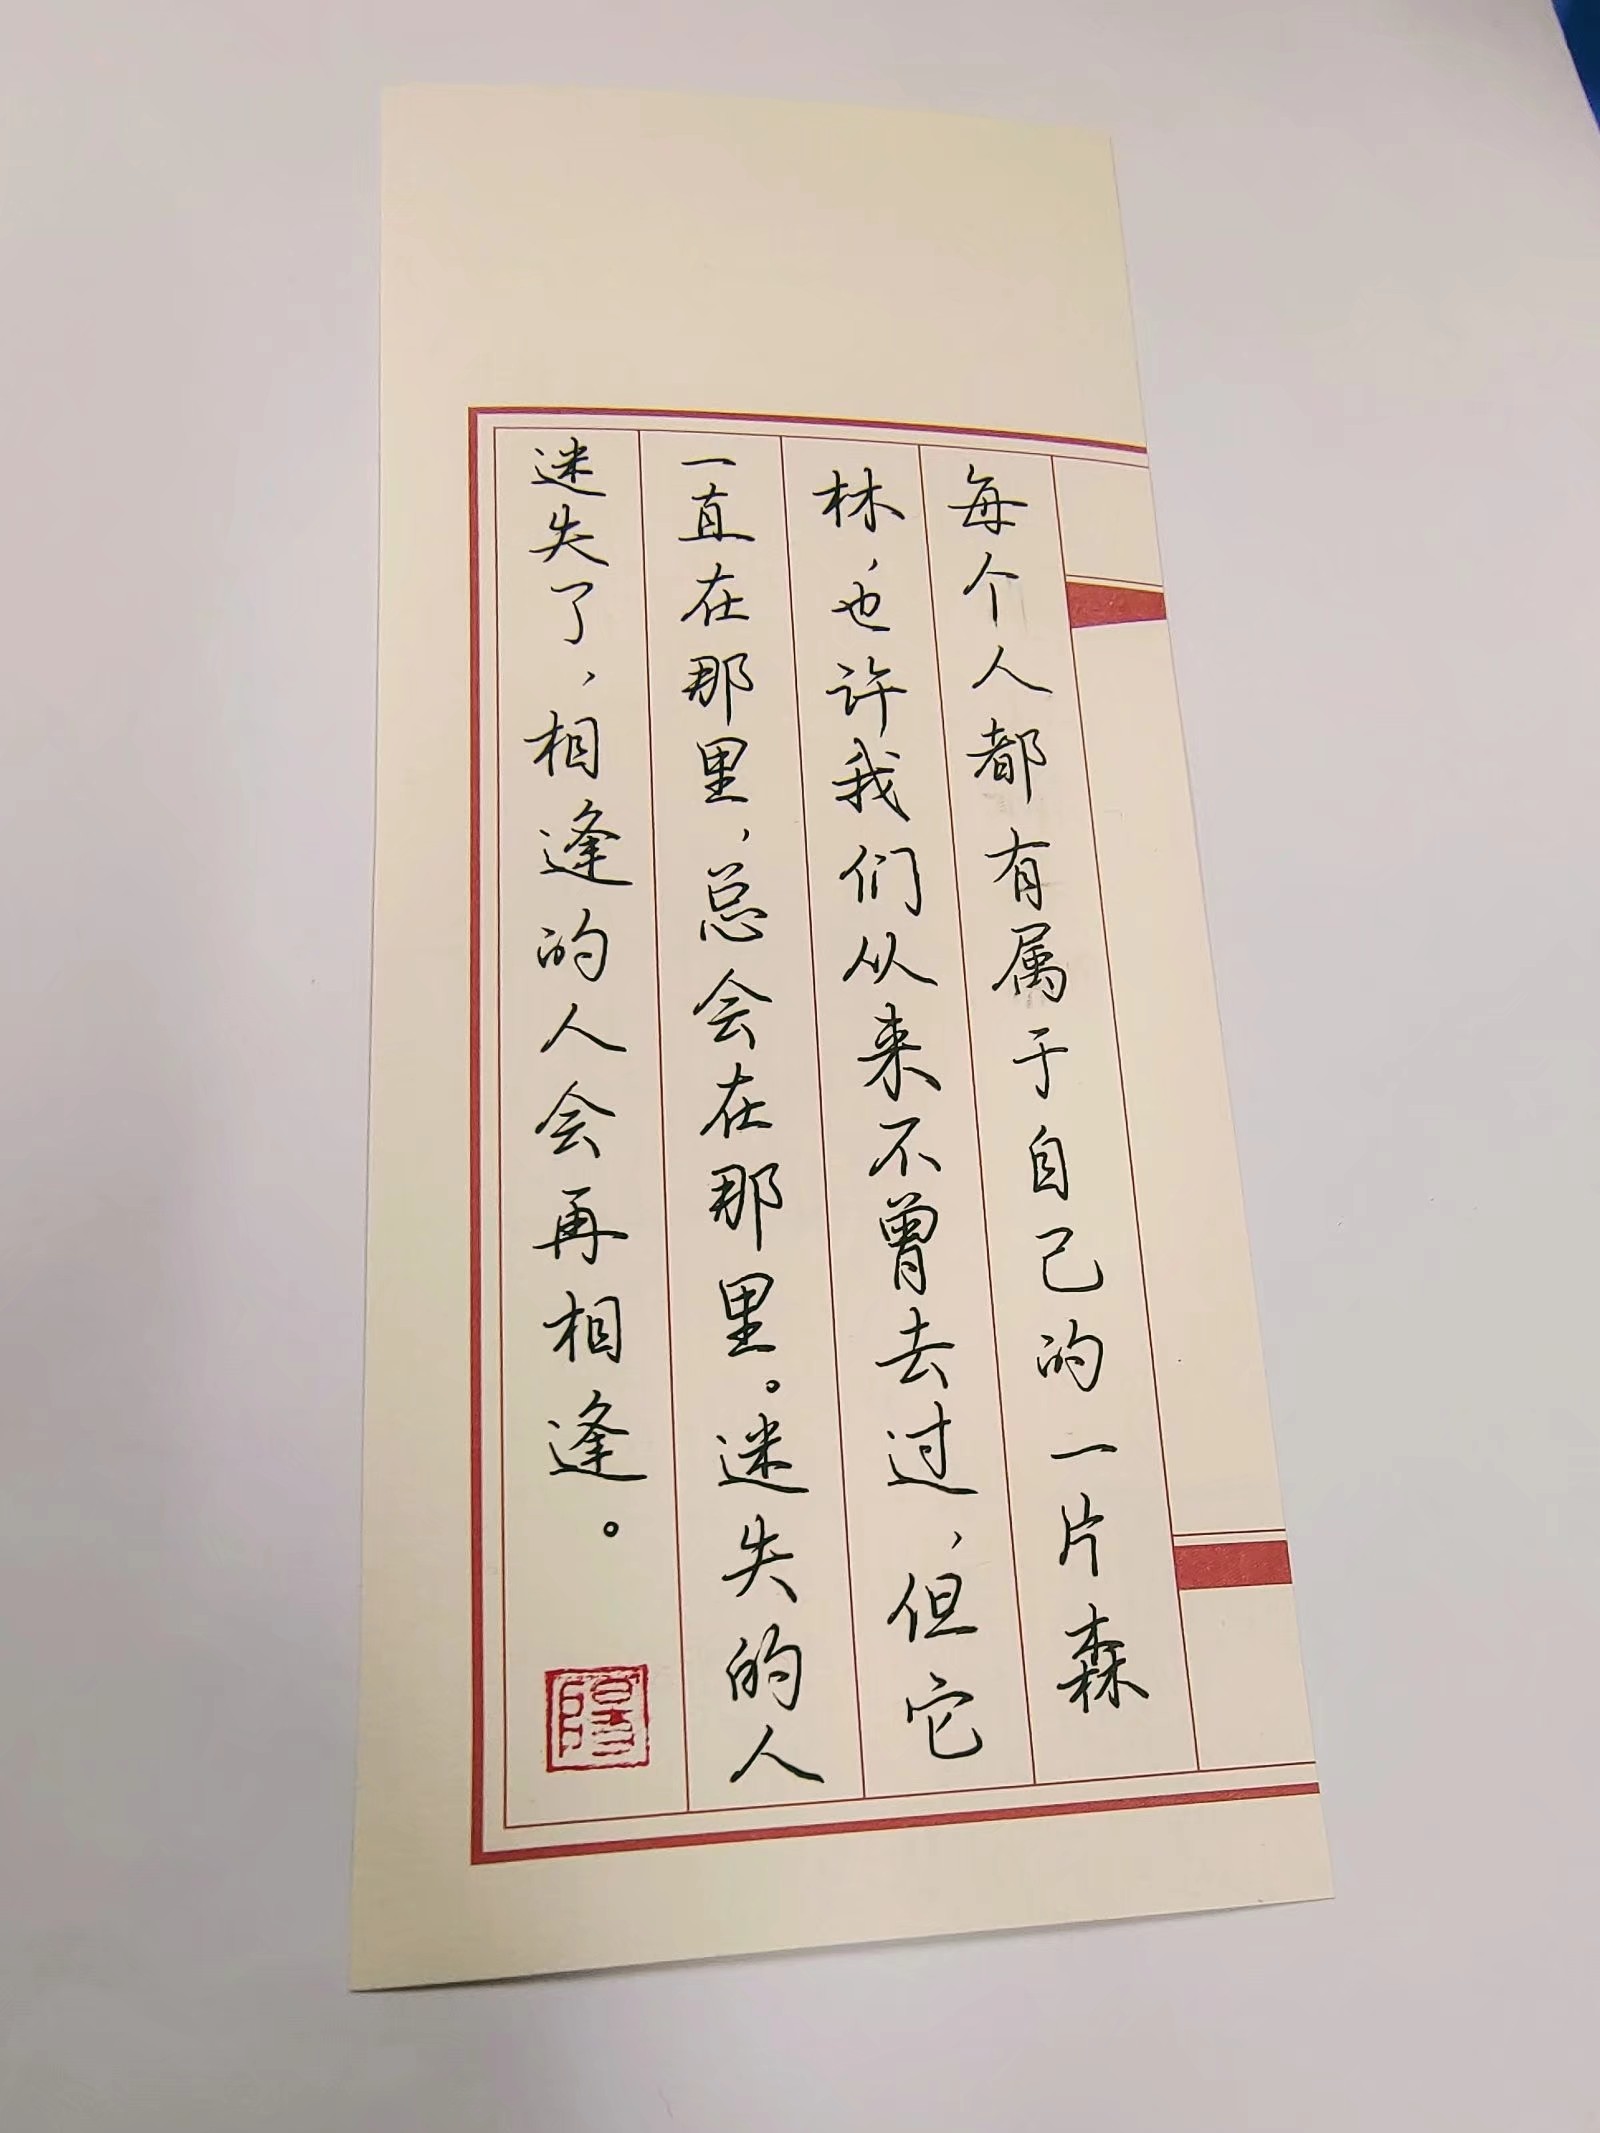 每个人都有属于自己的一片森
林，也许我们从来不曾去过，但它
一直在那里，总会在那里。迷失的人
迷失了，相逢的人会再相逢。